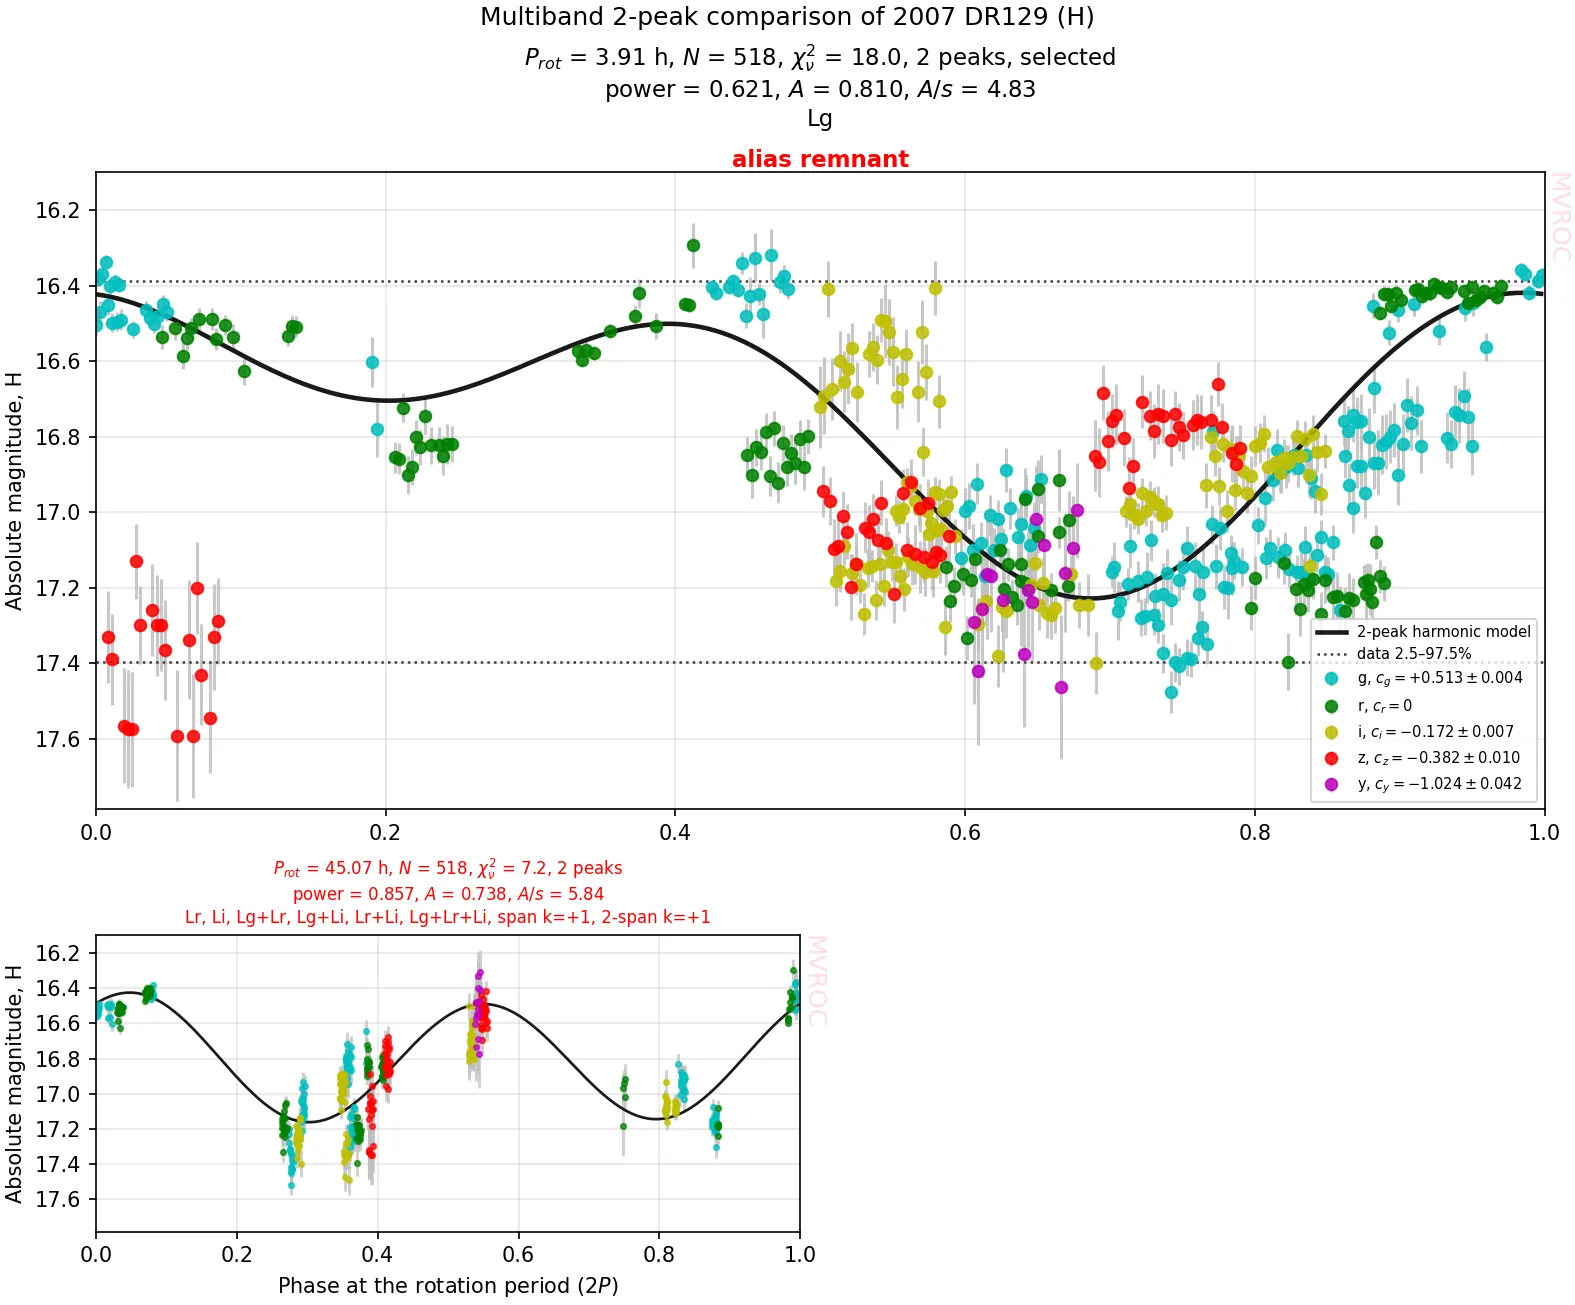 Multiband 2-peak comparison of 2007 DR129 (H)
P_rot = 3.91 h, N = 518, χ²_ν = 18.0, 2 peaks, selected
power = 0.621, A = 0.810, A/s = 4.83
Lg
alias remnant
MVROC
Absolute magnitude, H
16.2
16.4
16.6
16.8
17.0
17.2
17.4
17.6
2-peak harmonic model
data 2.5–97.5%
g, c_g = +0.513 ± 0.004
r, c_r = 0
i, c_i = −0.172 ± 0.007
z, c_z = −0.382 ± 0.010
y, c_y = −1.024 ± 0.042
0.0 0.2 0.4 0.6 0.8 1.0
P_rot = 45.07 h, N = 518, χ²_ν = 7.2, 2 peaks
power = 0.857, A = 0.738, A/s = 5.84
Lr, Li, Lg+Lr, Lg+Li, Lr+Li, Lg+Lr+Li, span k=+1, 2-span k=+1
MVROC
Absolute magnitude, H
16.2
16.4
16.6
16.8
17.0
17.2
17.4
17.6
0.0 0.2 0.4 0.6 0.8 1.0
Phase at the rotation period (2P)